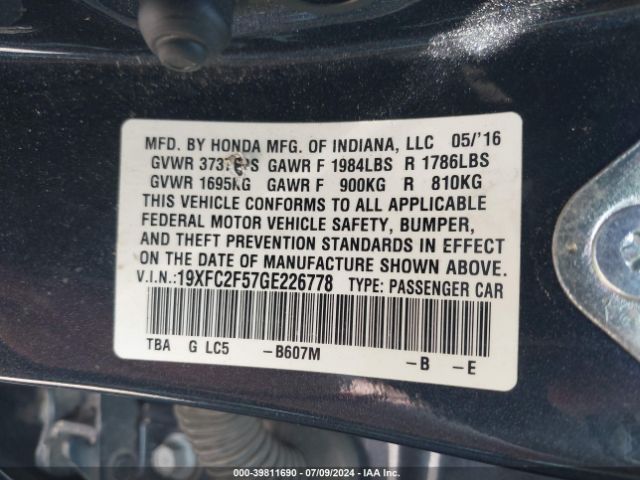 MFD. BY HONDA MFG. OF INDIANA, LLC 05/'16
GVWR GAWR F 1984LBS R 1786LBS
GVWR 1695KG GAWR F 900KG R 810KG
THIS VEHICLE CONFORMS TO ALL APPLICABLE
FEDERAL MOTOR VEHICLE SAFETY, BUMPER,
AND THEFT PREVENTION STANDARDS IN EFFECT
ON THE DATE OF MANUFACTURE SHOWN ABOVE.
V.I.N.:19XFC2F57GE226778 TYPE: PASSENGER CAR
TBA G LC5 -B607M -B -E
000-39811690 - 07/09/2024 - IAA Inc.